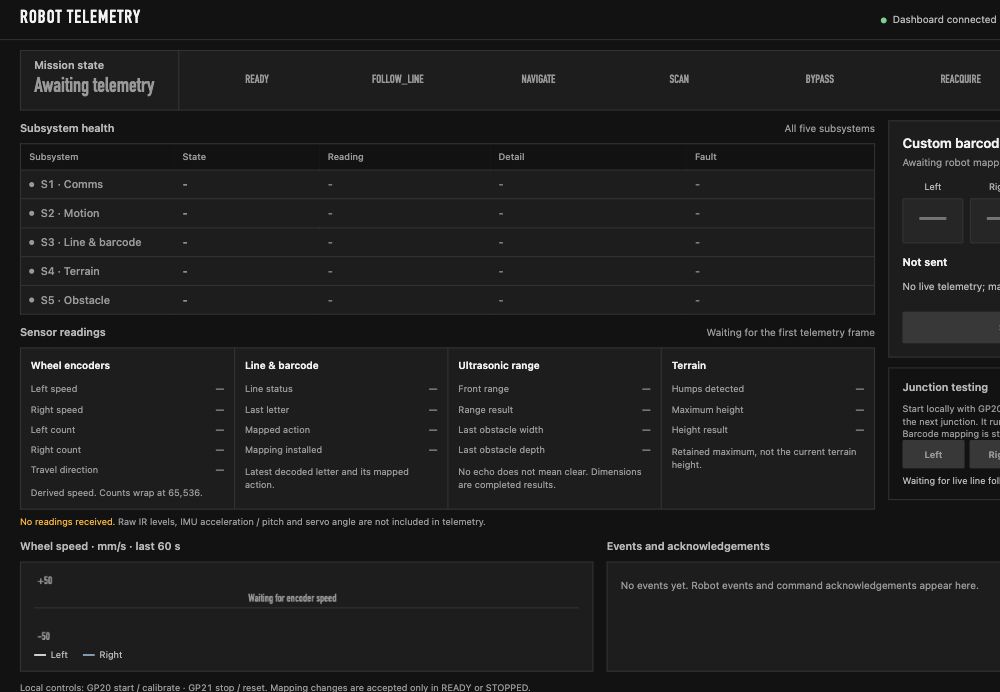 ROBOT TELEMETRY
Dashboard connected
Mission state
Awaiting telemetry
READY
FOLLOW_LINE
NAVIGATE
SCAN
BYPASS
REACQUIRE
Subsystem health
All five subsystems
Subsystem State Reading Detail Fault
S1 · Comms - - - -
S2 · Motion - - - -
S3 · Line & barcode - - - -
S4 · Terrain - - - -
S5 · Obstacle - - - -
Custom barcod
Awaiting robot mapp
Left Rig
— —
Not sent
No live telemetry; ma
Sensor readings
Waiting for the first telemetry frame
Wheel encoders
Left speed —
Right speed —
Left count —
Right count —
Travel direction —
Derived speed. Counts wrap at 65,536.
Line & barcode
Line status —
Last letter —
Mapped action —
Mapping installed —
Latest decoded letter and its mapped
action.
Ultrasonic range
Front range —
Range result —
Last obstacle width —
Last obstacle depth —
No echo does not mean clear. Dimensions
are completed results.
Terrain
Humps detected —
Maximum height —
Height result —
Retained maximum, not the current terrain
height.
Junction testing
Start locally with GP20
the next junction. It ru
Barcode mapping is st
Left Rig
Waiting for live line foll
No readings received. Raw IR levels, IMU acceleration / pitch and servo angle are not included in telemetry.
Wheel speed · mm/s · last 60 s
+50
Waiting for encoder speed
-50
Left Right
Events and acknowledgements
No events yet. Robot events and command acknowledgements appear here.
Local controls: GP20 start / calibrate · GP21 stop / reset. Mapping changes are accepted only in READY or STOPPED.